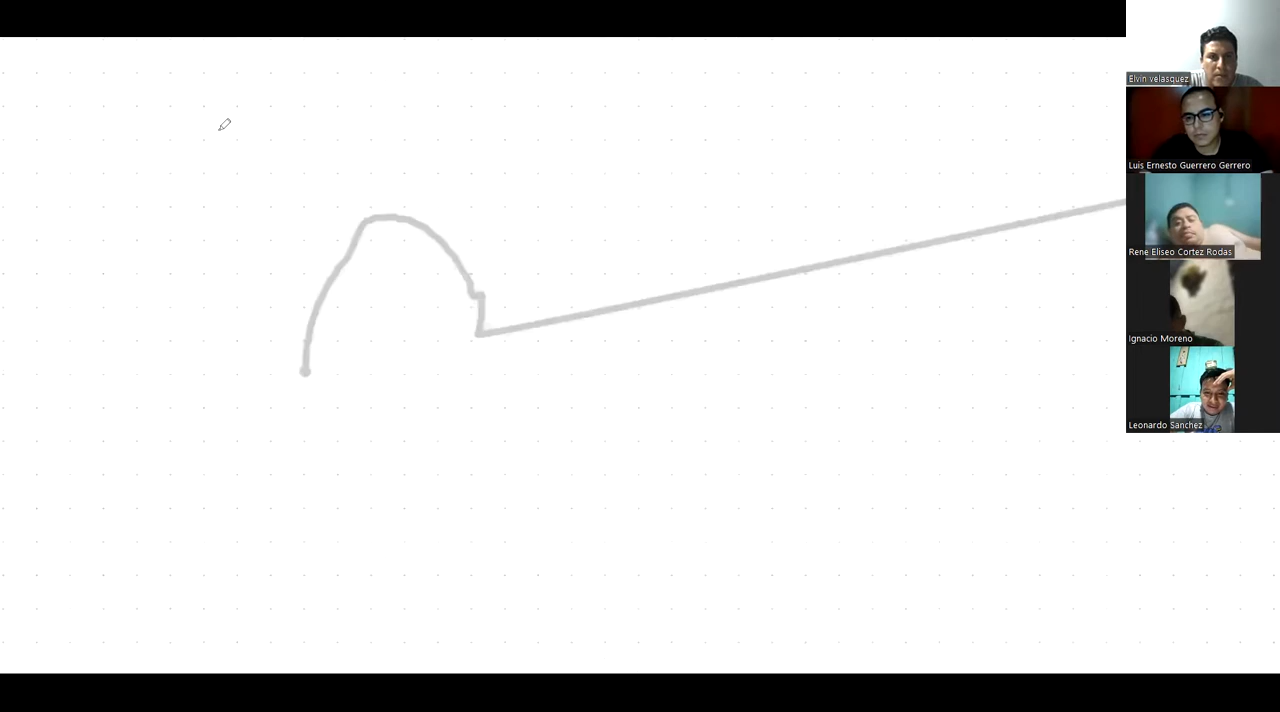 Elvin velasquez
Luis Ernesto Guerrero Gerrero
Rene Eliseo Cortez Rodas
Ignacio Moreno
Leonardo Sanchez